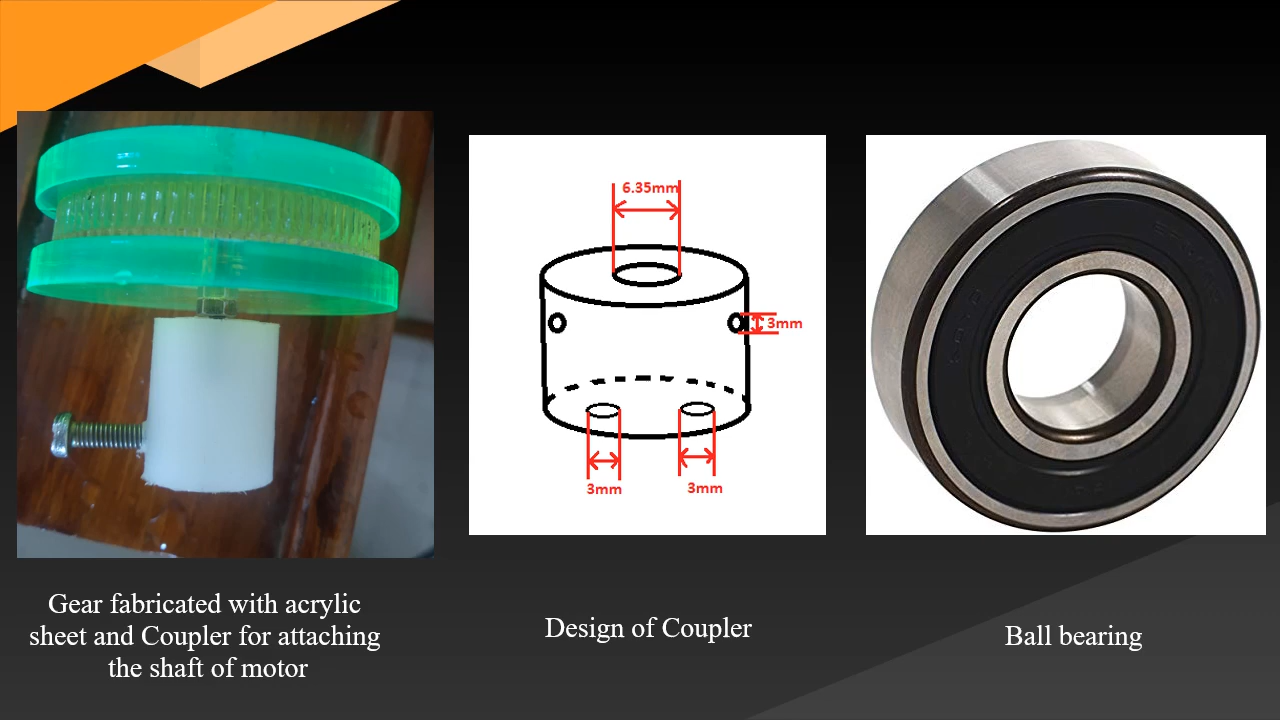 6.35mm
3mm
3mm
3mm
Gear fabricated with acrylic
sheet and Coupler for attaching
the shaft of motor
Design of Coupler
Ball bearing